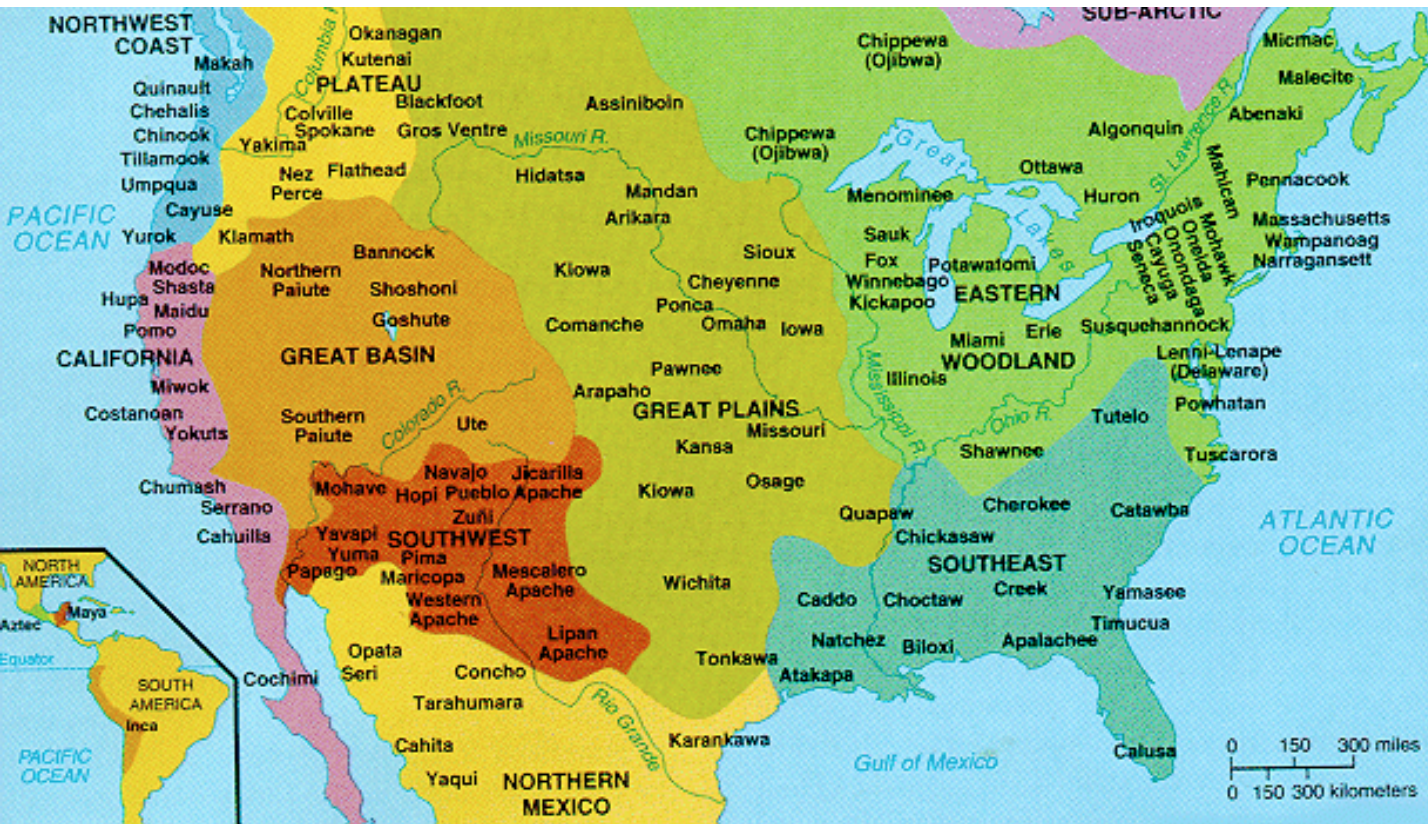 NORTHWEST
COAST
Makah
Quinault
Chehalis
Chinook
Tillamook
Umpqua
Cayuse
Yurok
PACIFIC
OCEAN
Columbia R.
Okanagan
Kutenai
PLATEAU
Colville
Spokane
Yakima
Nez
Perce
Flathead
Klamath
Blackfoot
Gros Ventre
Missouri R.
Assiniboin
Hidatsa
Mandan
Arikara
Sioux
Kiowa
Cheyenne
Ponca
Comanche
Omaha
Iowa
Pawnee
Arapaho
GREAT PLAINS
Missouri
Kansa
Kiowa
Osage
Quapaw
Wichita
Tonkawa
Modoc
Shasta
Hupa
Maidu
Pomo
CALIFORNIA
Miwok
Costanoan
Yokuts
Chumash
Serrano
Cahuilla
Cochimi
Bannock
Northern
Paiute
Shoshoni
Goshute
GREAT BASIN
Southern
Paiute
Colorado R.
Ute
Navajo
Jicarilla
Apache
Mohave
Hopi
Pueblo
Zuñi
Yavapi
SOUTHWEST
Yuma
Pima
Papago
Maricopa
Mescalero
Apache
Western
Apache
Lipan
Apache
Opata
Seri
Concho
Tarahumara
Cahita
Yaqui
Rio Grande
Karankawa
NORTHERN
MEXICO
SUB-ARCTIC
Chippewa
(Ojibwa)
Chippewa
(Ojibwa)
Great
Lakes
Menominee
Sauk
Fox
Winnebago
Kickapoo
Potawatomi
EASTERN
WOODLAND
Miami
Erie
Illinois
Mississippi R.
Ohio R.
Shawnee
Ottawa
Huron
Algonquin
St. Lawrence R.
Micmac
Malecite
Abenaki
Mahican
Pennacook
Massachusetts
Wampanoag
Narragansett
Iroquois
Mohawk
Oneida
Onondaga
Cayuga
Seneca
Susquehannock
Lenni-Lenape
(Delaware)
Powhatan
Tutelo
Tuscarora
Cherokee
Catawba
Chickasaw
SOUTHEAST
Caddo
Choctaw
Creek
Yamasee
Timucua
Natchez
Biloxi
Apalachee
Atakapa
Calusa
Gulf of Mexico
ATLANTIC
OCEAN
0 150 300 miles
0 150 300 kilometers
NORTH
AMERICA
Maya
Aztec
Equator
SOUTH
AMERICA
Inca
PACIFIC
OCEAN